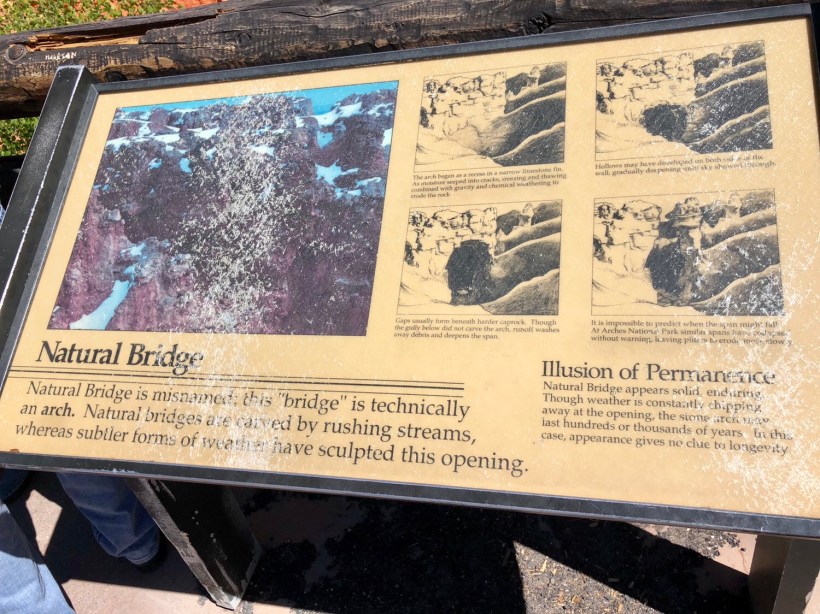 Natural Bridge
Natural Bridge is misnamed; this "bridge" is technically
an arch. Natural bridges are carved by rushing streams,
whereas subtler forms of weather have sculpted this opening.
The arch began as a recess in a narrow limestone fin.
As moisture seeped into cracks, freezing and thawing
combined with gravity and chemical weathering to
erode the rock
Hollows may have developed on both sides of the
wall, gradually deepening until sky showed through.
Gaps usually form beneath harder caprock. Though
the gully below did not carve the arch, runoff washes
away debris and deepens the span.
It is impossible to predict when the span might fall.
At Arches National Park similar spans have collapsed
without warning, leaving pillars to erode more slowly
Illusion of Permanence
Natural Bridge appears solid, enduring.
Though weather is constantly chipping
away at the opening, the stone arch may
last hundreds or thousands of years. In this
case, appearance gives no clue to longevity